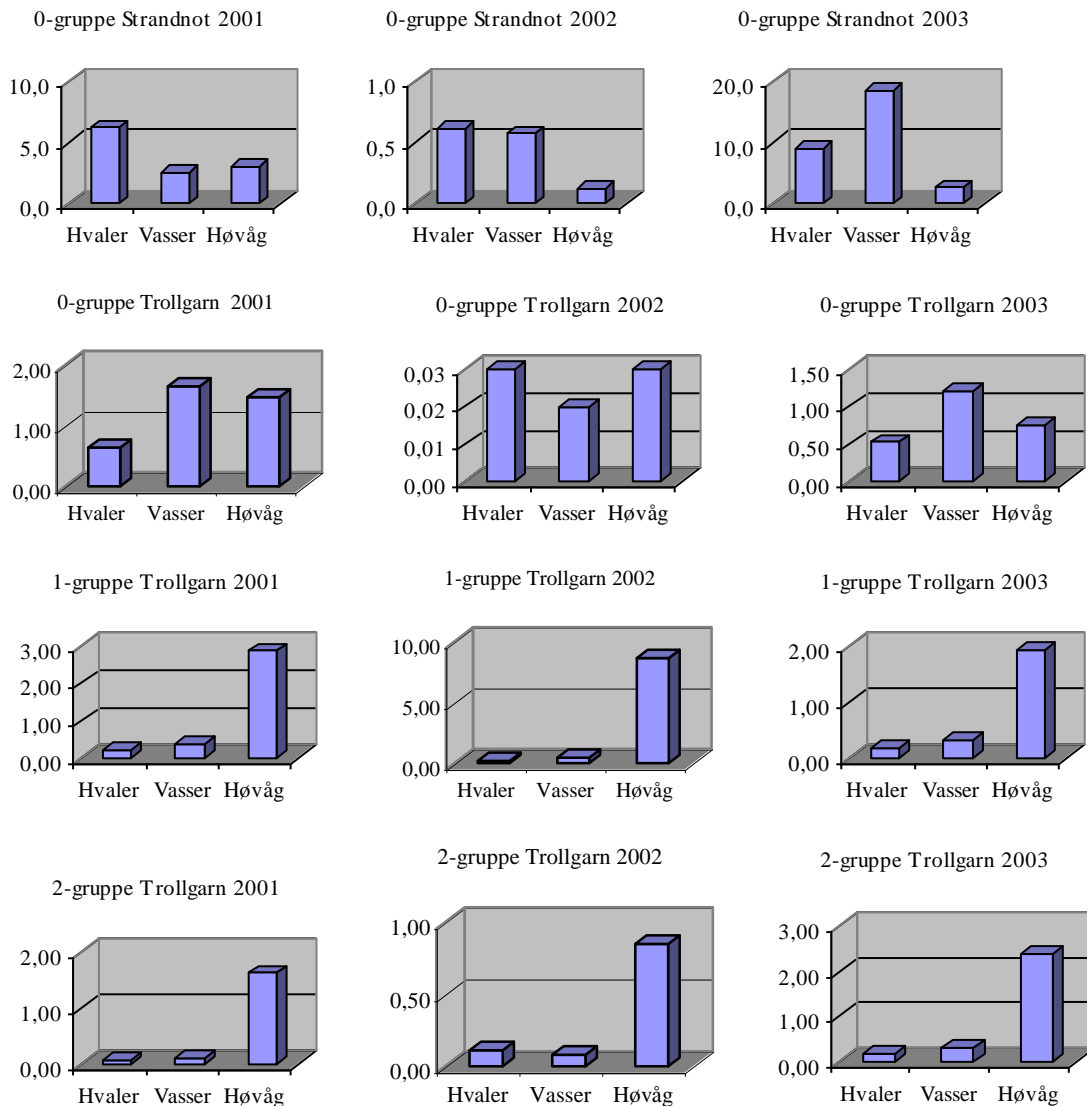 0-gruppe Strandnot 2001
10,0
5,0
0,0
Hvaler Vasser Høvåg
0-gruppe Strandnot 2002
1,0
0,5
0,0
Hvaler Vasser Høvåg
0-gruppe Strandnot 2003
20,0
10,0
0,0
Hvaler Vasser Høvåg
0-gruppe Trollgarn 2001
2,00
1,00
0,00
Hvaler Vasser Høvåg
0-gruppe Trollgarn 2002
0,03
0,02
0,01
0,00
Hvaler Vasser Høvåg
0-gruppe Trollgarn 2003
1,50
1,00
0,50
0,00
Hvaler Vasser Høvåg
1-gruppe Trollgarn 2001
3,00
2,00
1,00
0,00
Hvaler Vasser Høvåg
1-gruppe Trollgarn 2002
10,00
5,00
0,00
Hvaler Vasser Høvåg
1-gruppe Trollgarn 2003
2,00
1,00
0,00
Hvaler Vasser Høvåg
2-gruppe Trollgarn 2001
2,00
1,00
0,00
Hvaler Vasser Høvåg
2-gruppe Trollgarn 2002
1,00
0,50
0,00
Hvaler Vasser Høvåg
2-gruppe Trollgarn 2003
3,00
2,00
1,00
0,00
Hvaler Vasser Høvåg